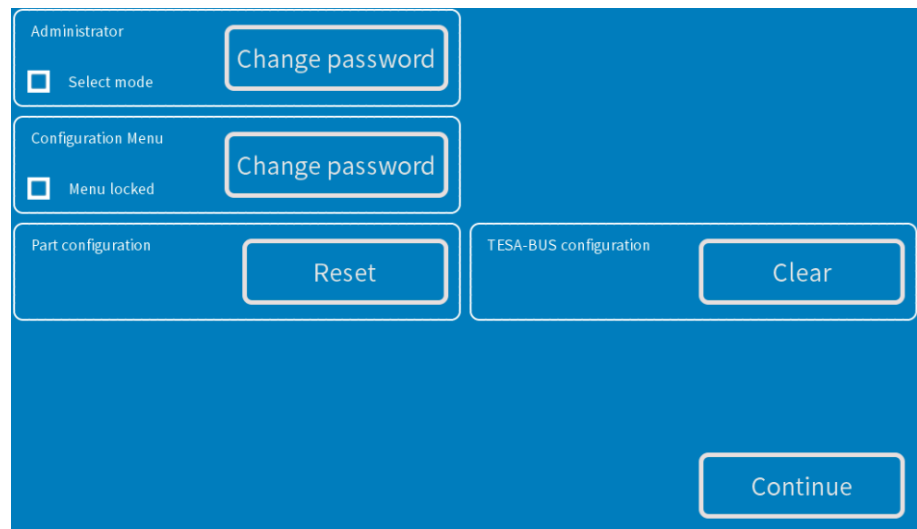 Administrator
Change password
Select mode
Configuration Menu
Change password
Menu locked
Part configuration
Reset
TESA-BUS configuration
Clear
Continue